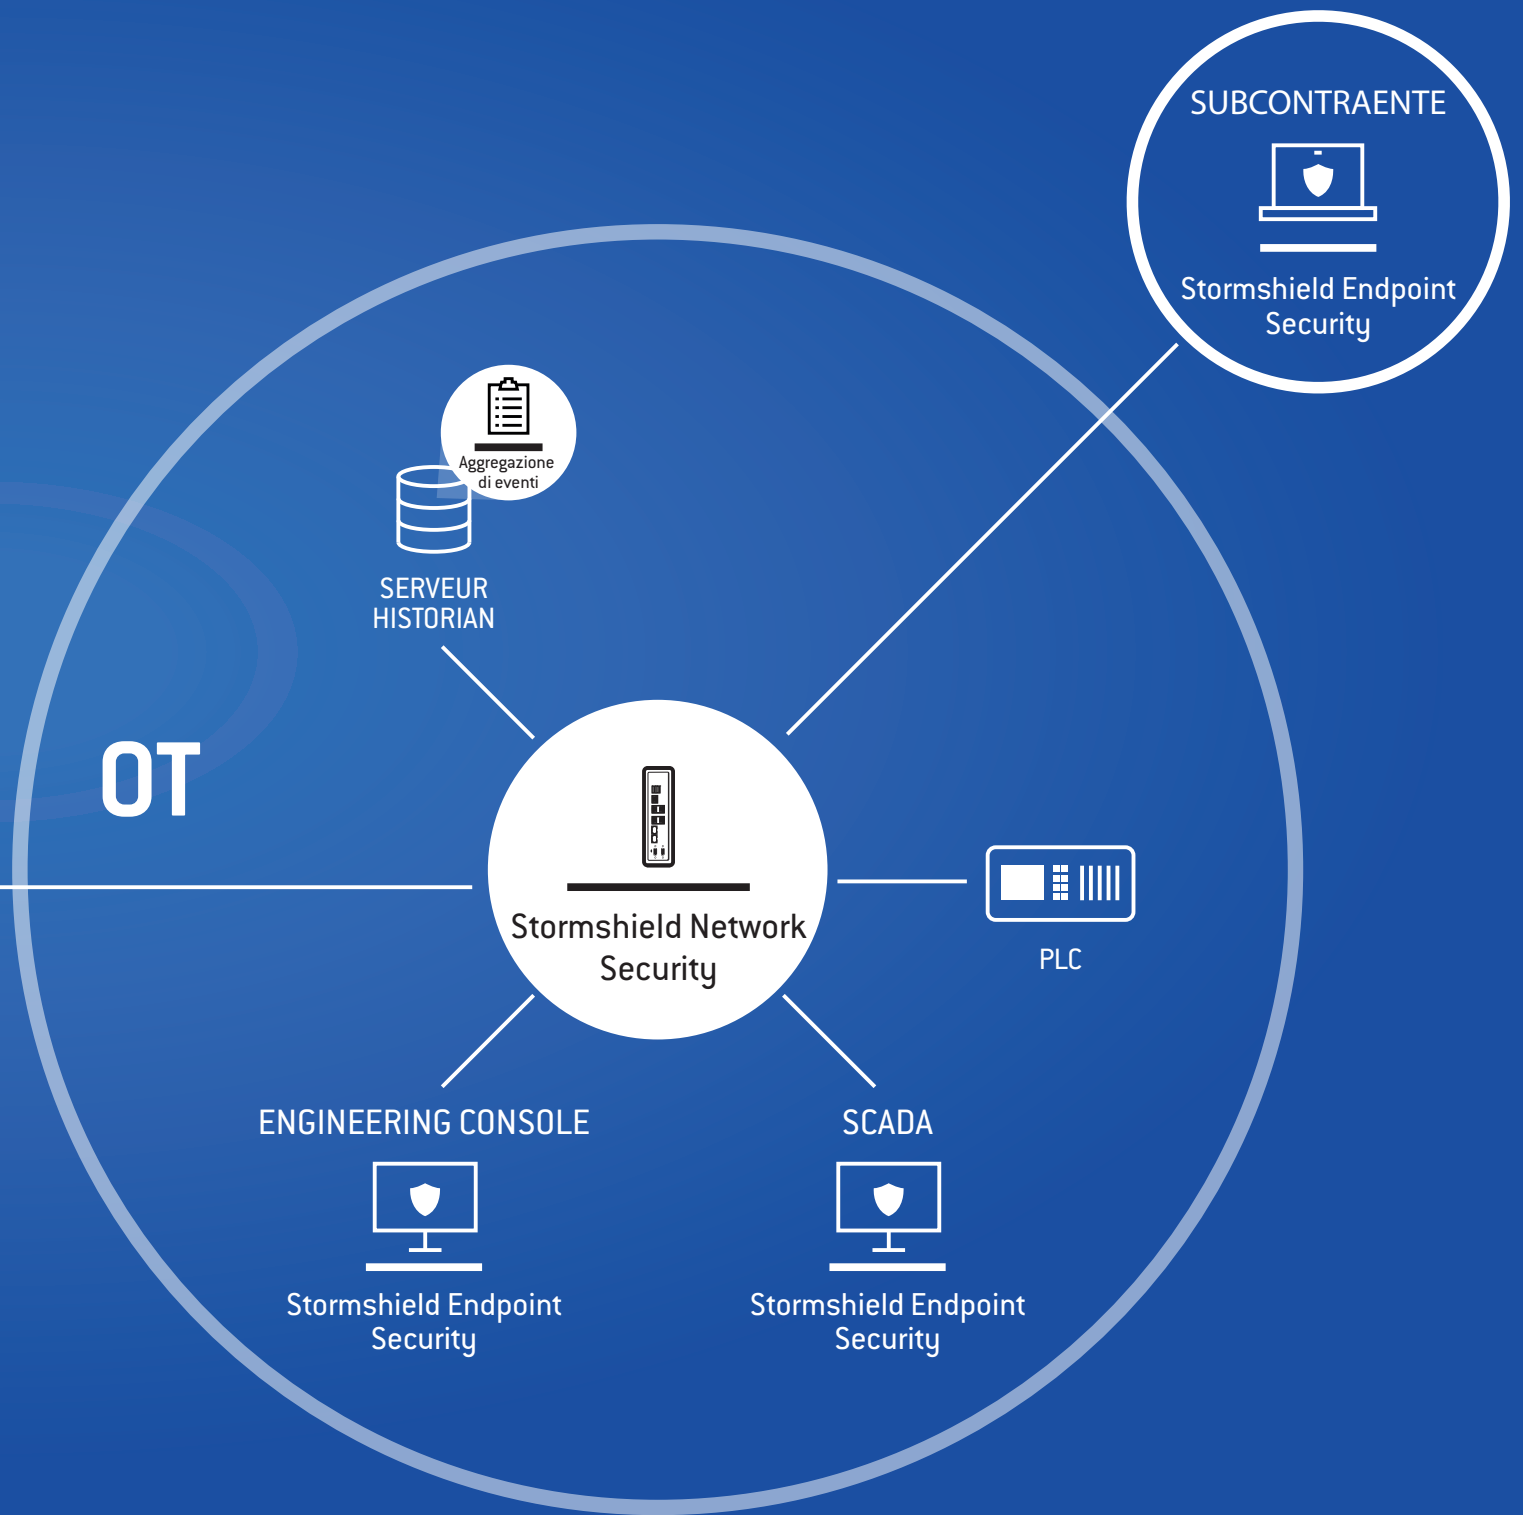 SUBCONTRAENTE
Stormshield Endpoint
Security
Aggregazione
di eventi
SERVEUR
HISTORIAN
OT
Stormshield Network
Security
PLC
ENGINEERING CONSOLE
Stormshield Endpoint
Security
SCADA
Stormshield Endpoint
Security